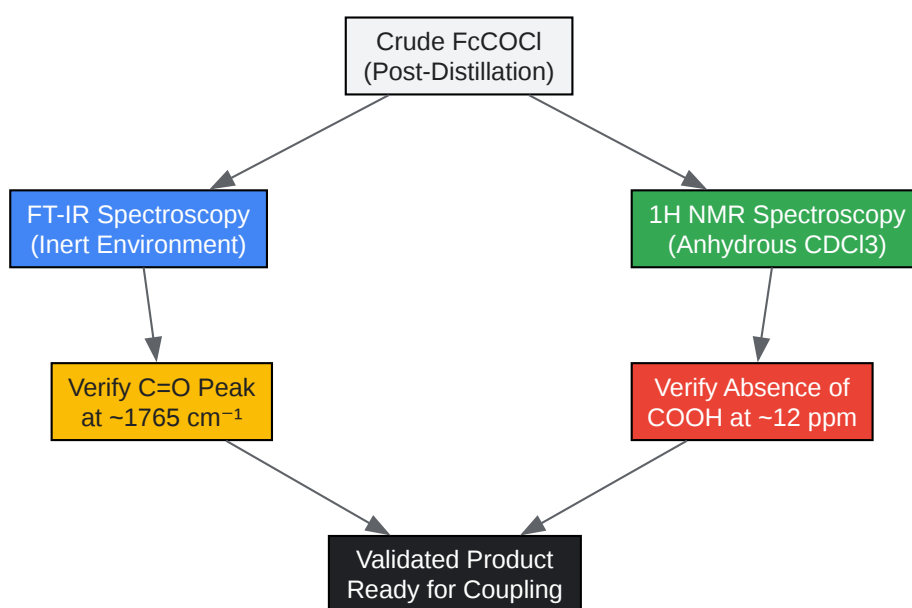 Crude FcCOCl
(Post-Distillation)
FT-IR Spectroscopy
(Inert Environment)
1H NMR Spectroscopy
(Anhydrous CDCl3)
Verify C=O Peak
at ~1765 cm⁻¹
Verify Absence of
COOH at ~12 ppm
Validated Product
Ready for Coupling